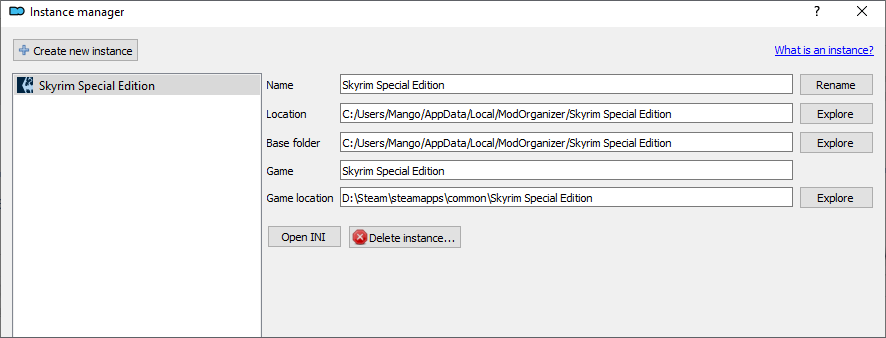 Instance manager
?
Create new instance
What is an instance?
Skyrim Special Edition
Name Skyrim Special Edition Rename
Location C:/Users/Mango/AppData/Local/ModOrganizer/Skyrim Special Edition Explore
Base folder C:/Users/Mango/AppData/Local/ModOrganizer/Skyrim Special Edition Explore
Game Skyrim Special Edition
Game location D:\Steam\steamapps\common\Skyrim Special Edition Explore
Open INI Delete instance...